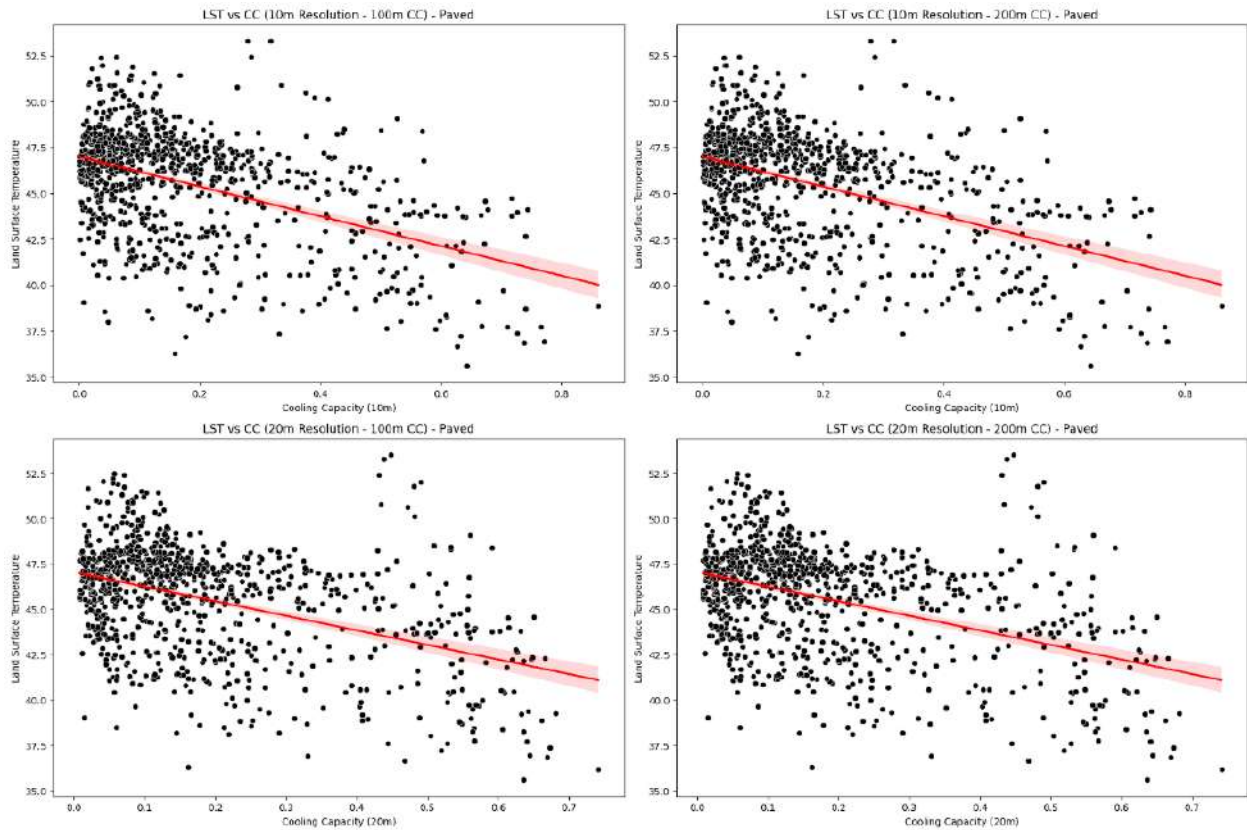 LST vs CC (10m Resolution - 100m CC) - Paved
52.5
50.0
47.5
45.0
42.5
40.0
37.5
35.0
Land Surface Temperature
0.0 0.2 0.4 0.6 0.8
Cooling Capacity (10m)
LST vs CC (10m Resolution - 200m CC) - Paved
52.5
50.0
47.5
45.0
42.5
40.0
37.5
35.0
Land Surface Temperature
0.0 0.2 0.4 0.6 0.8
Cooling Capacity (10m)
LST vs CC (20m Resolution - 100m CC) - Paved
52.5
50.0
47.5
45.0
42.5
40.0
37.5
35.0
Land Surface Temperature
0.0 0.1 0.2 0.3 0.4 0.5 0.6 0.7
Cooling Capacity (20m)
LST vs CC (20m Resolution - 200m CC) - Paved
52.5
50.0
47.5
45.0
42.5
40.0
37.5
35.0
Land Surface Temperature
0.0 0.1 0.2 0.3 0.4 0.5 0.6 0.7
Cooling Capacity (20m)